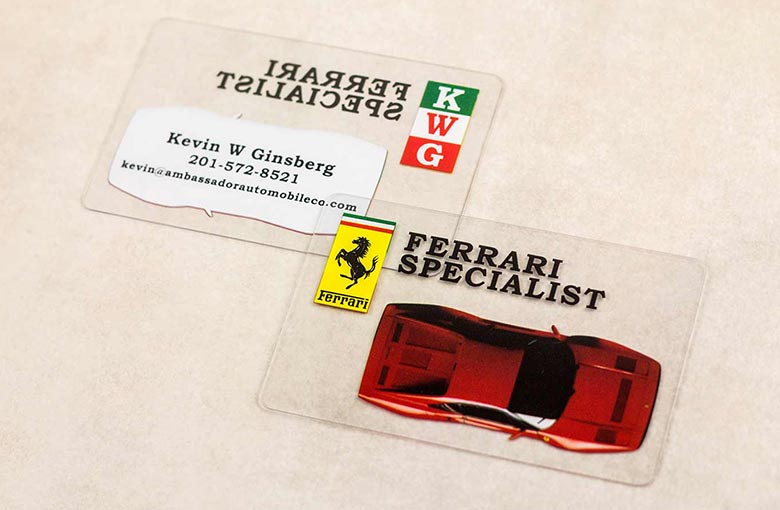 FERRARI
SPECIALIST
K
W
G
Kevin W Ginsberg
201-572-8521
kevin@ambassadorautomobileco.com
Ferrari
FERRARI
SPECIALIST